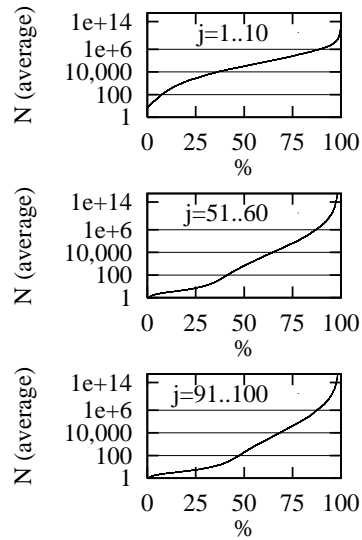 N (average)
1e+14
1e+6
10,000
100
1
j=1..10
0 25 50 75 100
%
N (average)
1e+14
1e+6
10,000
100
1
j=51..60
0 25 50 75 100
%
N (average)
1e+14
1e+6
10,000
100
1
j=91..100
0 25 50 75 100
%